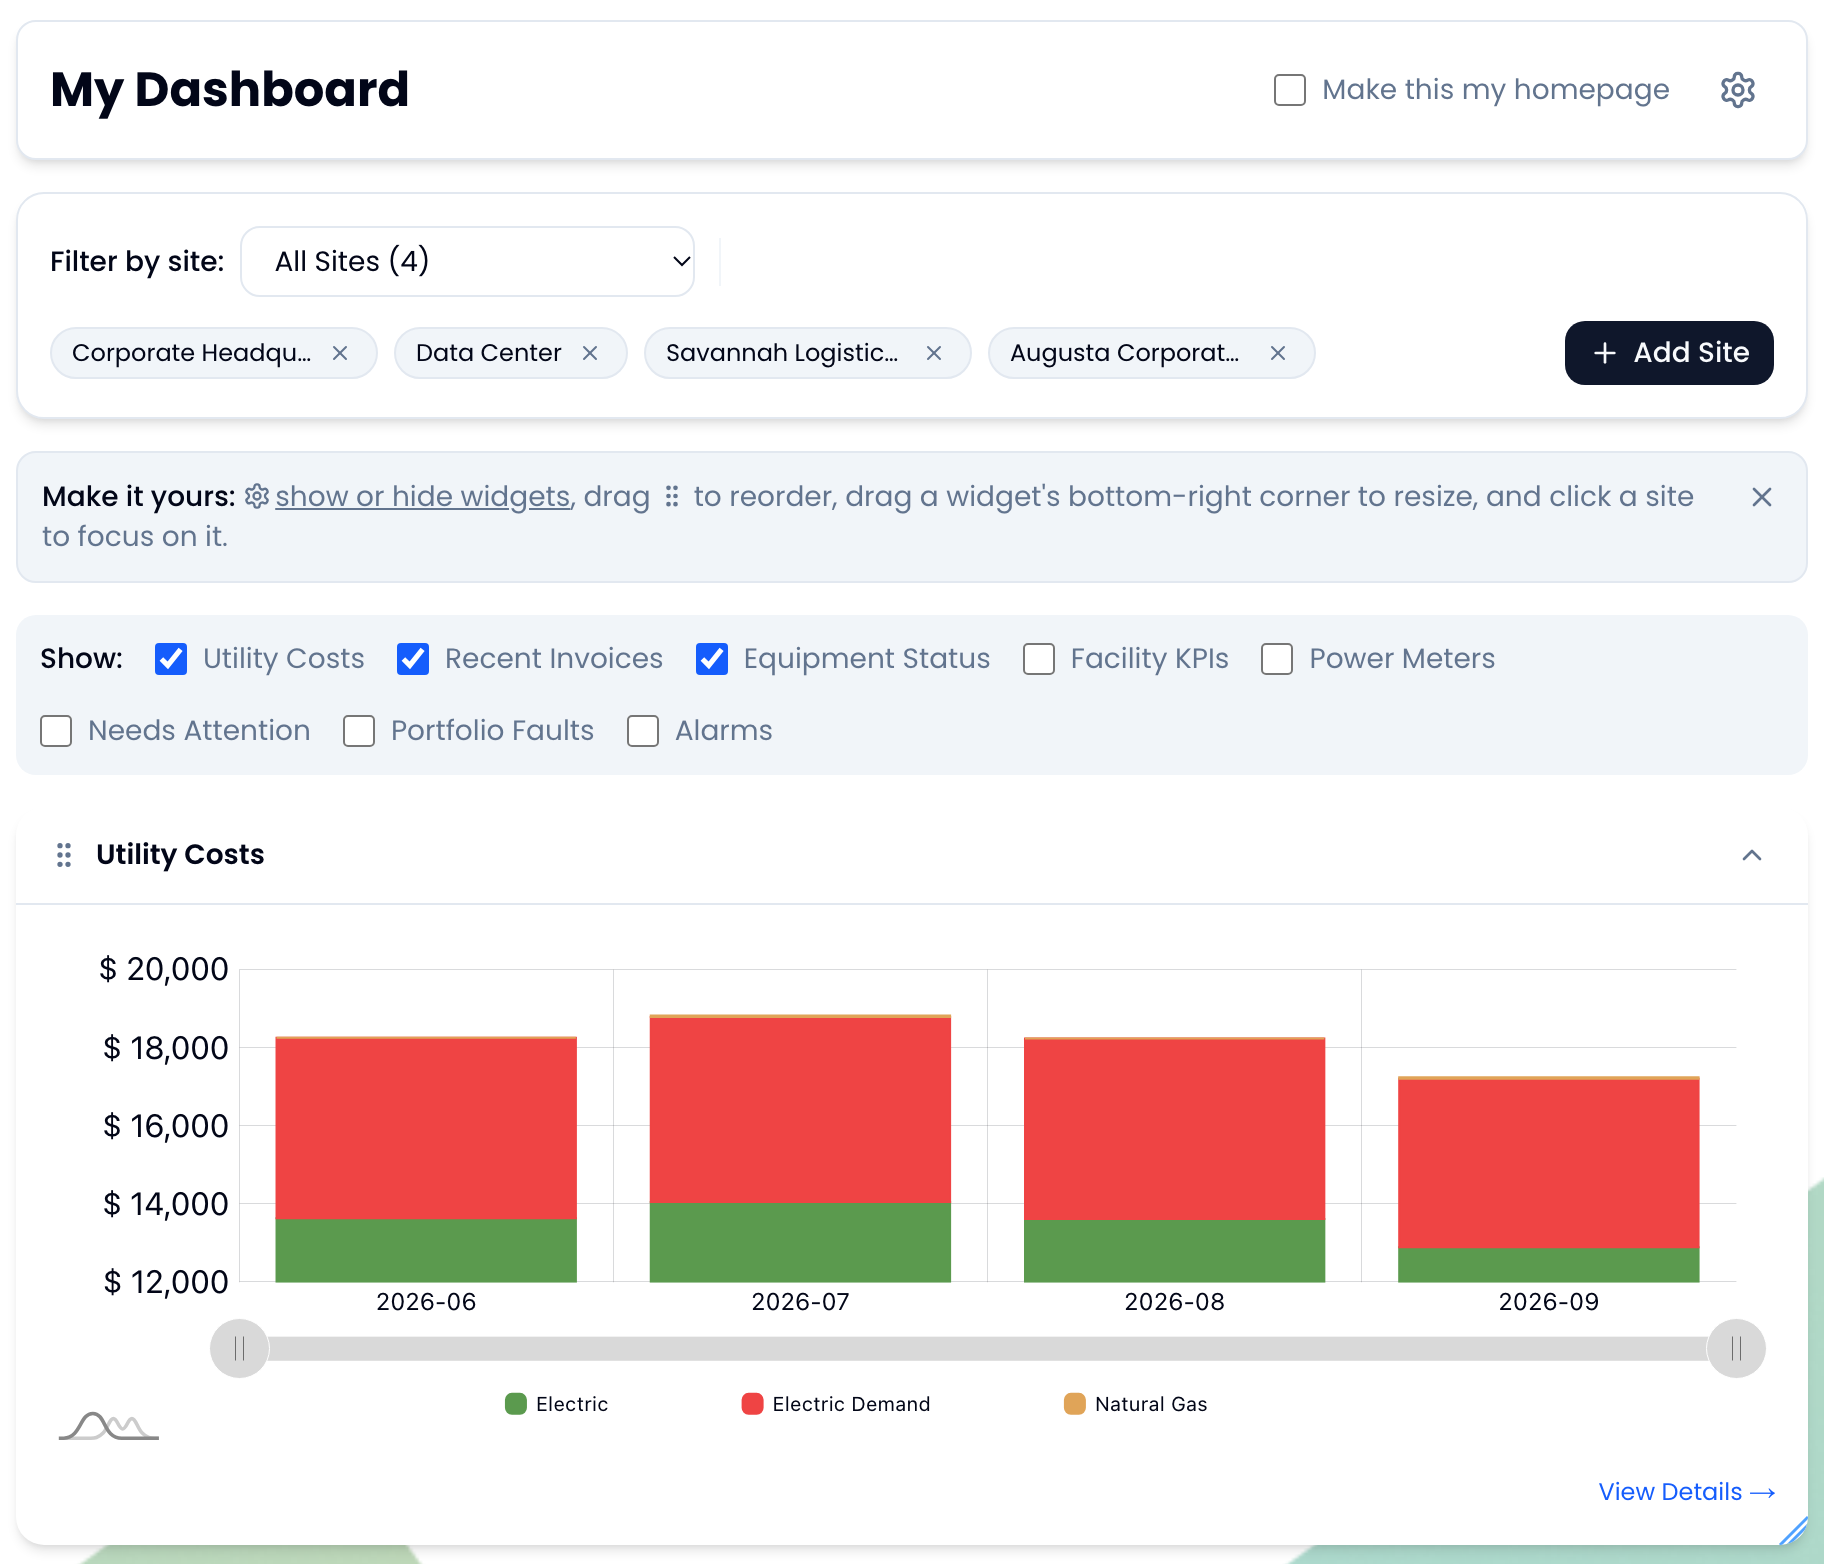 My Dashboard
Make this my homepage
Filter by site:
All Sites (4)
Corporate Headqu...
Data Center
Savannah Logistic...
Augusta Corporat...
+ Add Site
Make it yours: show or hide widgets, drag to reorder, drag a widget's bottom-right corner to resize, and click a site
to focus on it.
Show:
Utility Costs
Recent Invoices
Equipment Status
Facility KPIs
Power Meters
Needs Attention
Portfolio Faults
Alarms
Utility Costs
$ 20,000
$ 18,000
$ 16,000
$ 14,000
$ 12,000
2026-06
2026-07
2026-08
2026-09
Electric
Electric Demand
Natural Gas
View Details →